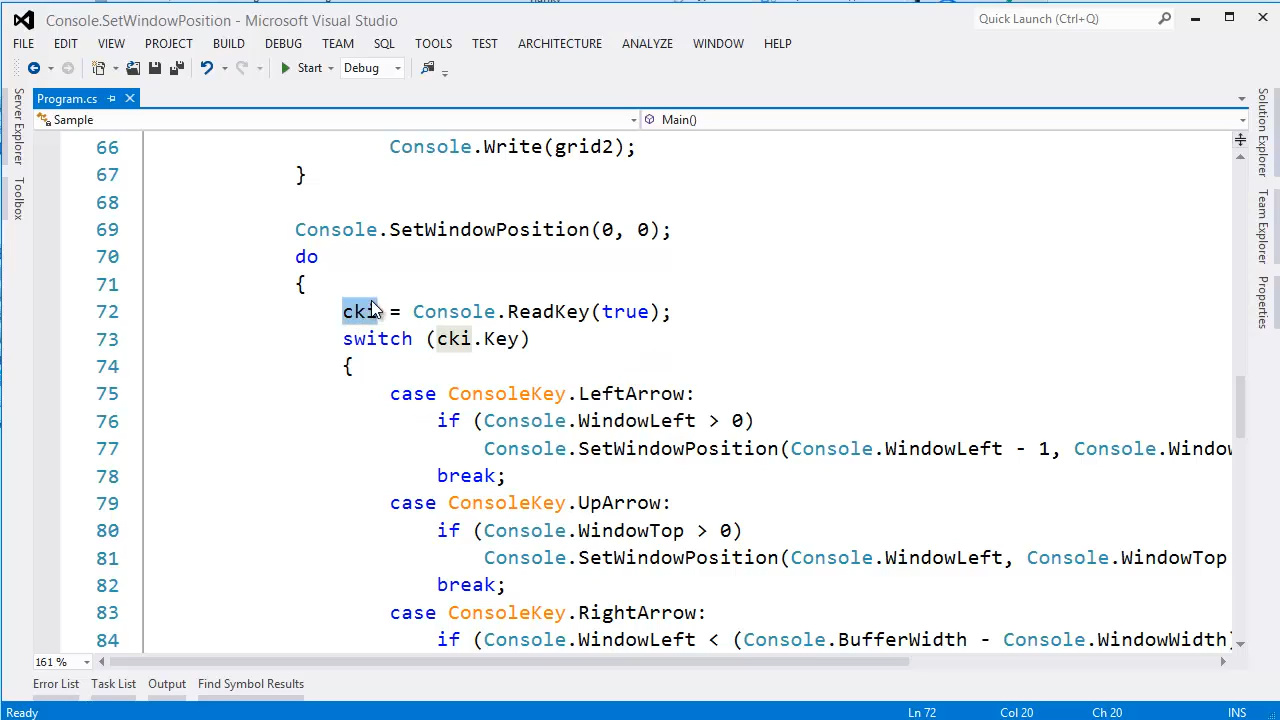 Console.SetWindowPosition - Microsoft Visual Studio
Quick Launch (Ctrl+Q)
FILE EDIT VIEW PROJECT BUILD DEBUG TEAM SQL TOOLS TEST ARCHITECTURE ANALYZE WINDOW HELP
Start Debug
Program.cs
Sample Main()
Server Explorer
Toolbox
Solution Explorer
Team Explorer
Properties
66 Console.Write(grid2);
67 }
68
69 Console.SetWindowPosition(0, 0);
70 do
71 {
72 cki = Console.ReadKey(true);
73 switch (cki.Key)
74 {
75 case ConsoleKey.LeftArrow:
76 if (Console.WindowLeft > 0)
77 Console.SetWindowPosition(Console.WindowLeft - 1, Console.Window
78 break;
79 case ConsoleKey.UpArrow:
80 if (Console.WindowTop > 0)
81 Console.SetWindowPosition(Console.WindowLeft, Console.WindowTop
82 break;
83 case ConsoleKey.RightArrow:
84 if (Console.WindowLeft < (Console.BufferWidth - Console.WindowWidth)
161 %
Error List Task List Output Find Symbol Results
Ready Ln 72 Col 20 Ch 20 INS